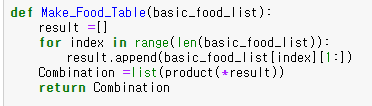 def Make_Food_Table(basic_food_list):
    result =[]
    for index in range(len(basic_food_list)):
        result.append(basic_food_list[index][1:])
    Combination =list(product(*result))
    return Combination